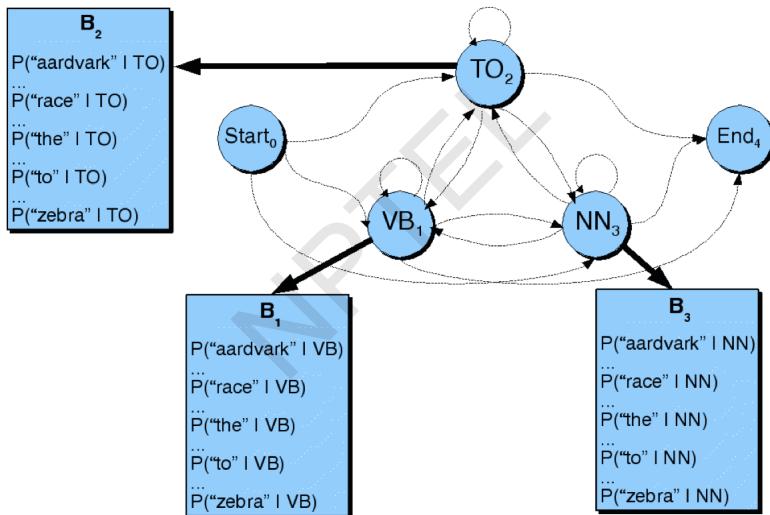 B2
P("aardvark" | TO)
...
P("race" | TO)
...
P("the" | TO)
...
P("to" | TO)
...
P("zebra" | TO)
TO2
Start0
End4
VB1
NN3
B1
P("aardvark" | VB)
...
P("race" | VB)
...
P("the" | VB)
...
P("to" | VB)
...
P("zebra" | VB)
B3
P("aardvark" | NN)
...
P("race" | NN)
...
P("the" | NN)
...
P("to" | NN)
...
P("zebra" | NN)
NPTEL